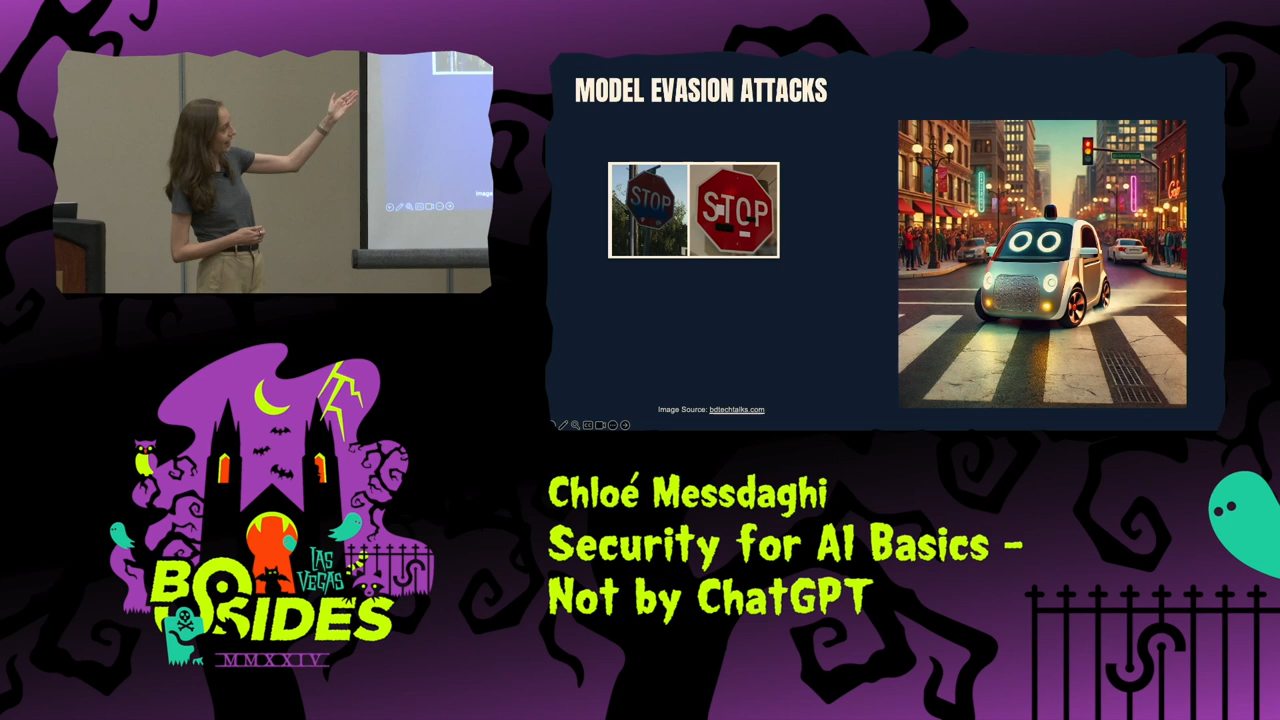 MODEL EVASION ATTACKS
STOP
STOP
Image Source: bdtechtalks.com
BSIDES
LAS
VEGAS
MMXXIV
Chloé Messdaghi
Security for AI Basics -
Not by ChatGPT